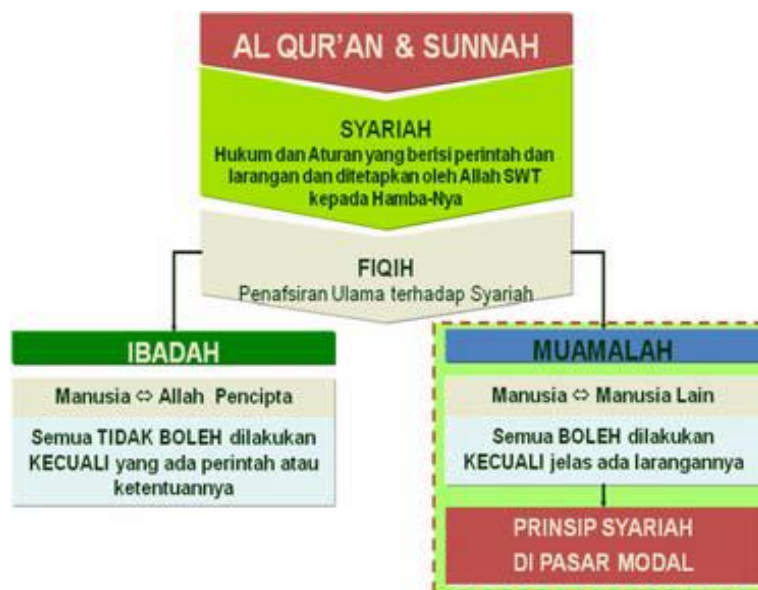 AL QUR'AN & SUNNAH
SYARIAH
Hukum dan Aturan yang berisi perintah dan
larangan dan ditetapkan oleh Allah SWT
kepada Hamba-Nya
FIQIH
Penafsiran Ulama terhadap Syariah
IBADAH
Manusia ⇔ Allah Pencipta
Semua TIDAK BOLEH dilakukan
KECUALI yang ada perintah atau
ketentuannya
MUAMALAH
Manusia ⇔ Manusia Lain
Semua BOLEH dilakukan
KECUALI jelas ada larangannya
PRINSIP SYARIAH
DI PASAR MODAL